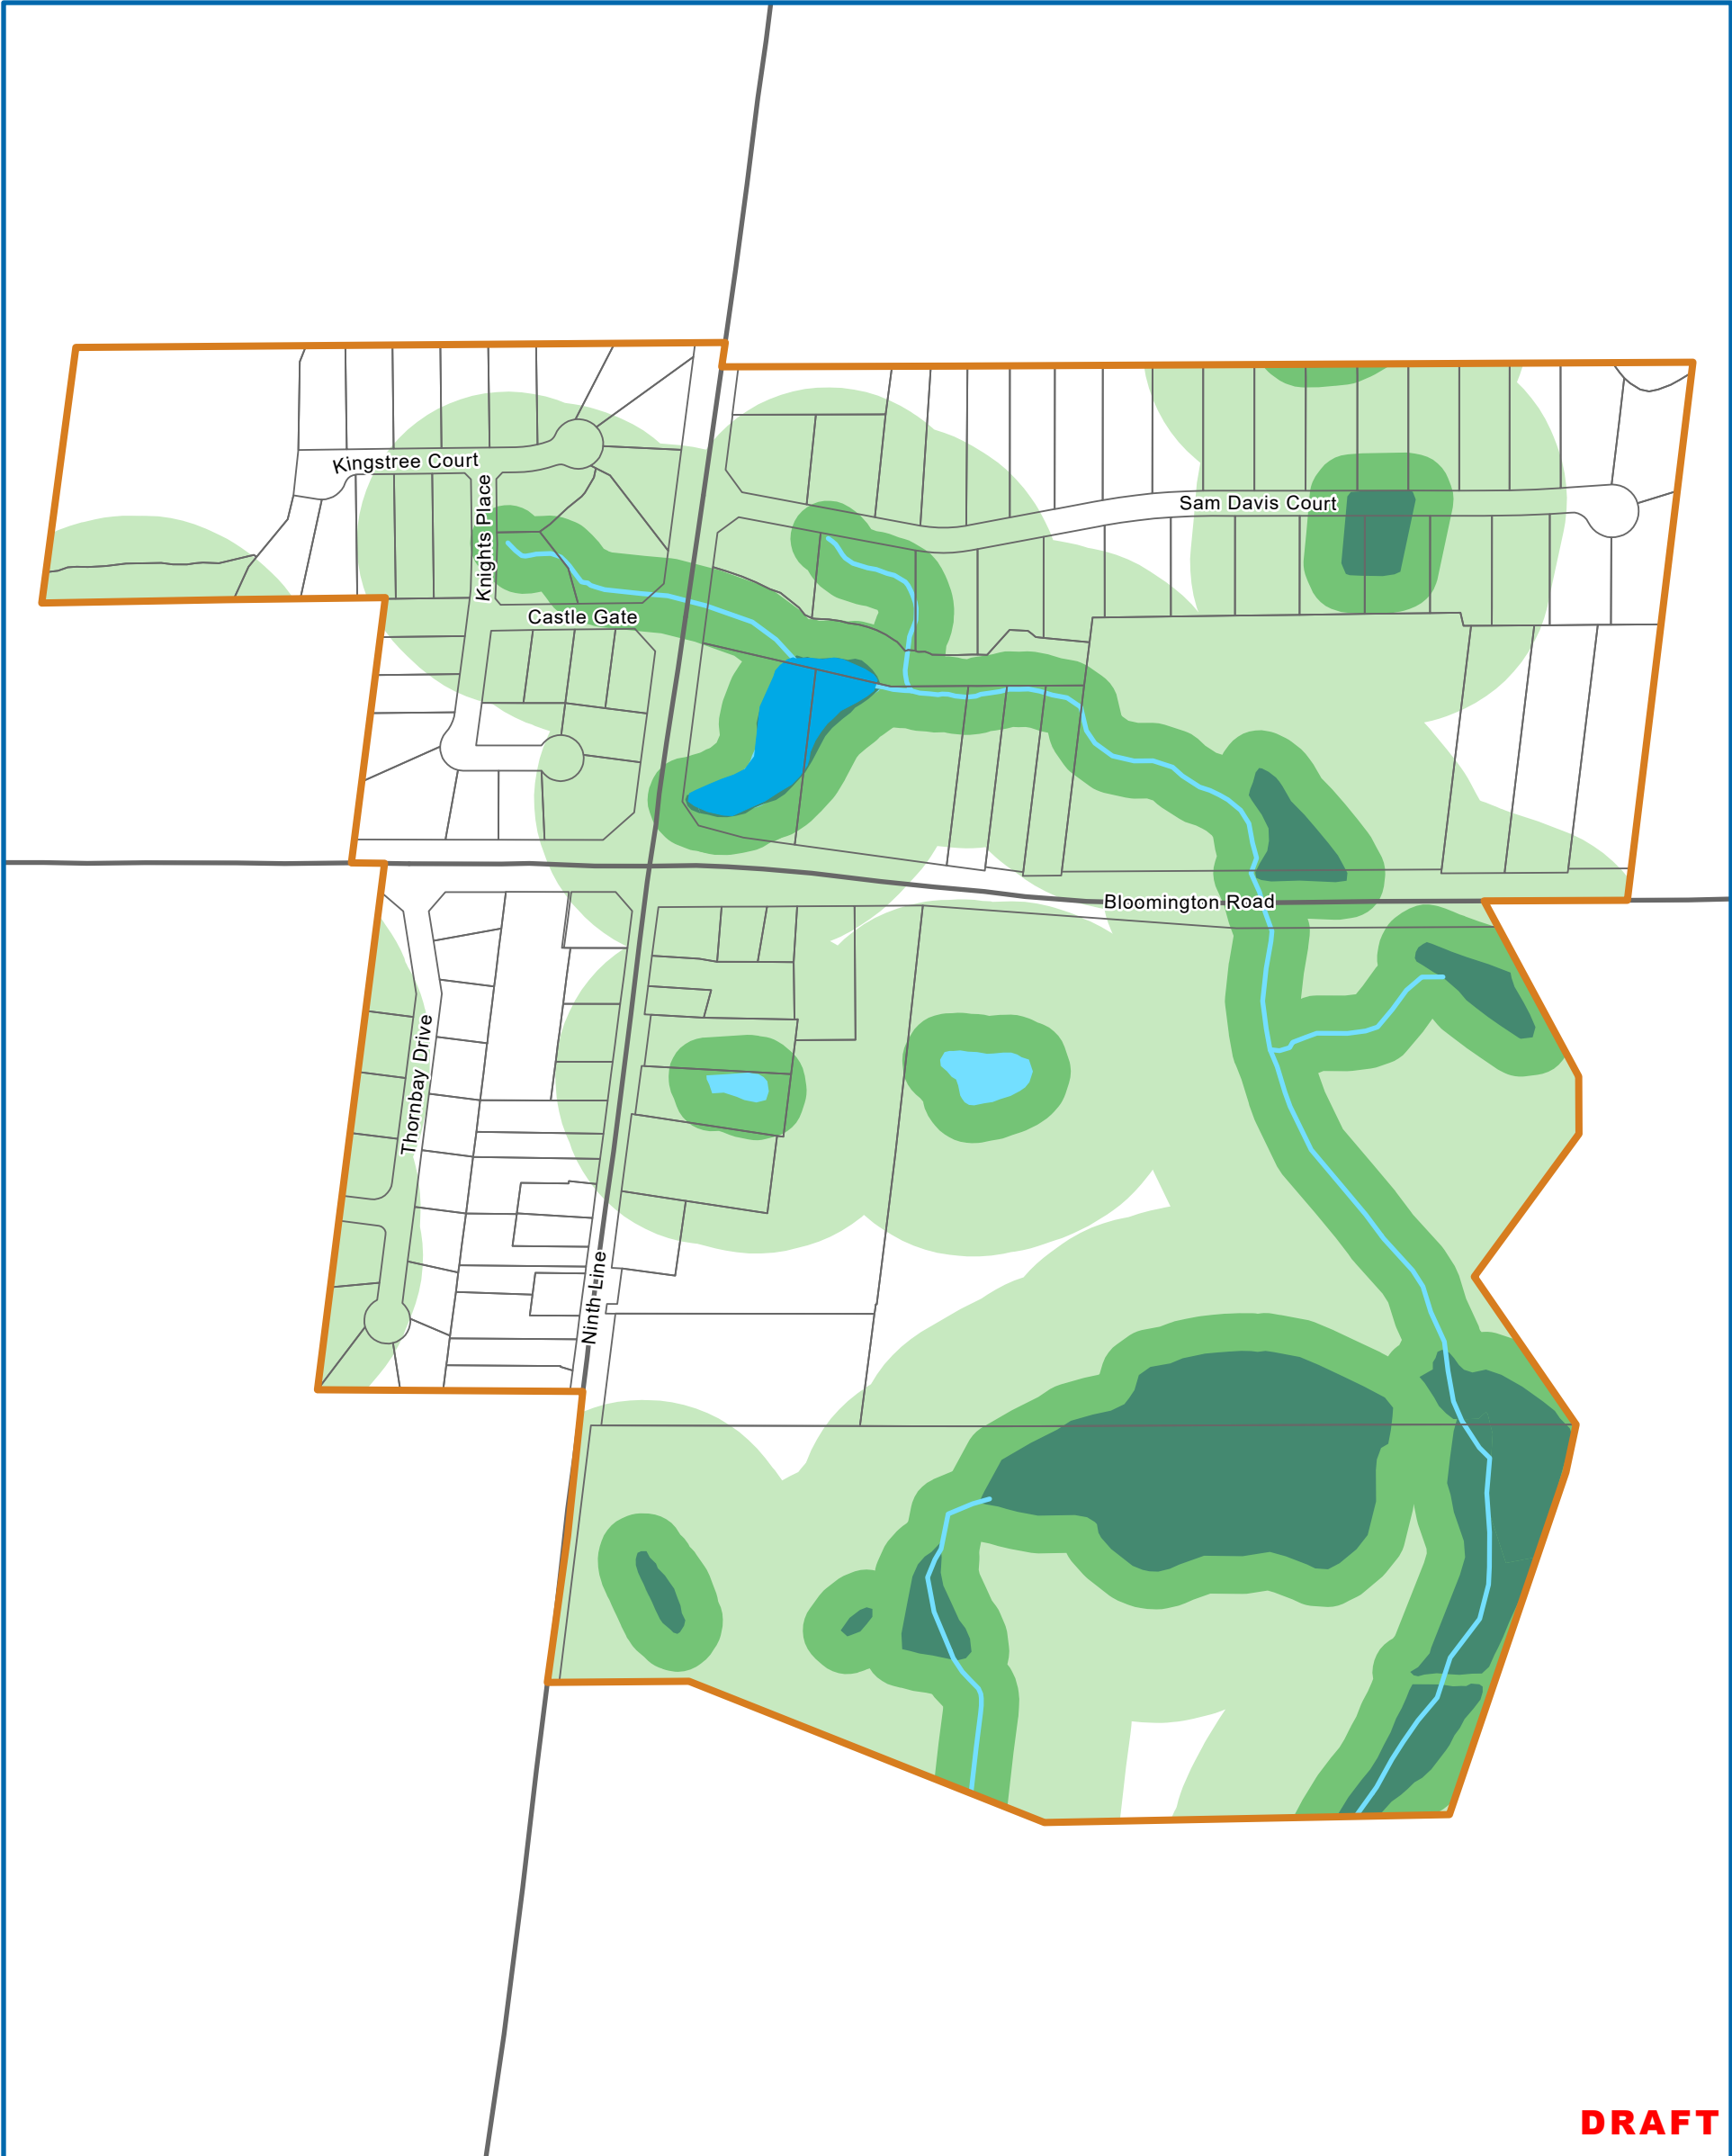 Kingstree Court
Knights Place
Sam Davis Court
Castle Gate
Bloomington Road
Thornbay Drive
Ninth Line
DRAFT